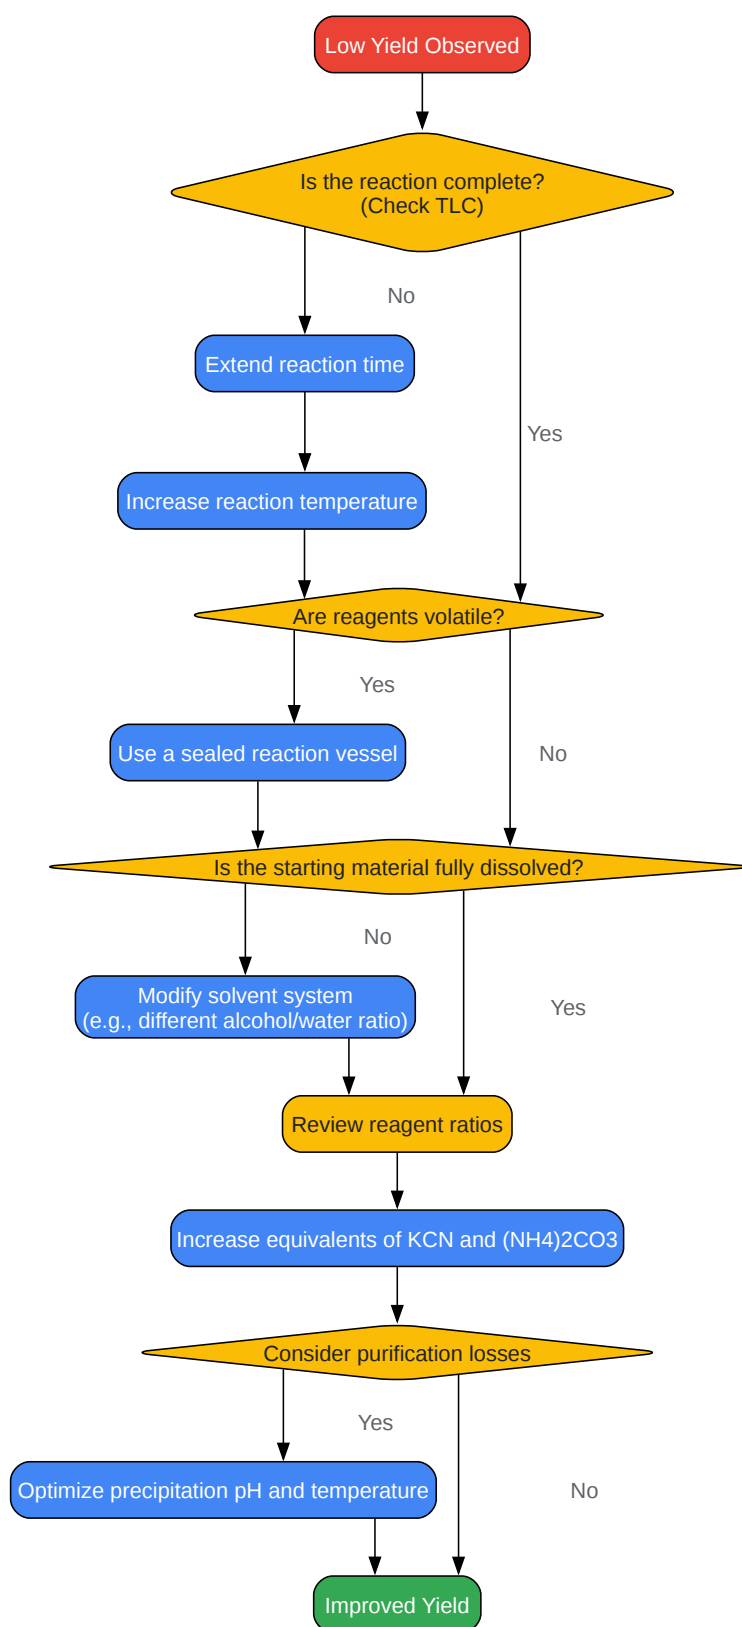 Low Yield Observed
Is the reaction complete?
(Check TLC)
No
Extend reaction time
Yes
Increase reaction temperature
Are reagents volatile?
Yes
Use a sealed reaction vessel
No
Is the starting material fully dissolved?
No
Modify solvent system
(e.g., different alcohol/water ratio)
Yes
Review reagent ratios
Increase equivalents of KCN and (NH4)2CO3
Consider purification losses
Yes
Optimize precipitation pH and temperature
No
Improved Yield